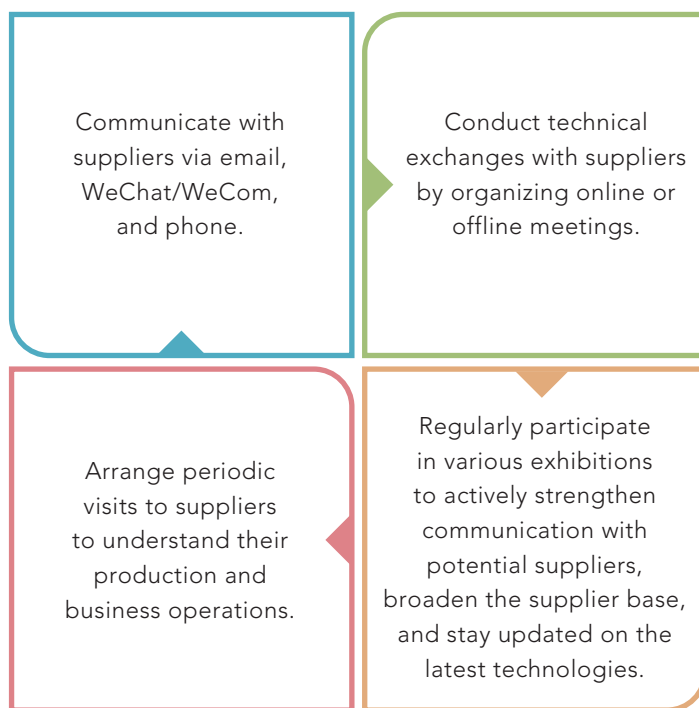 Communicate with
suppliers via email,
WeChat/WeCom,
and phone.
Conduct technical
exchanges with suppliers
by organizing online or
offline meetings.
Arrange periodic
visits to suppliers
to understand their
production and
business operations.
Regularly participate
in various exhibitions
to actively strengthen
communication with
potential suppliers,
broaden the supplier base,
and stay updated on the
latest technologies.